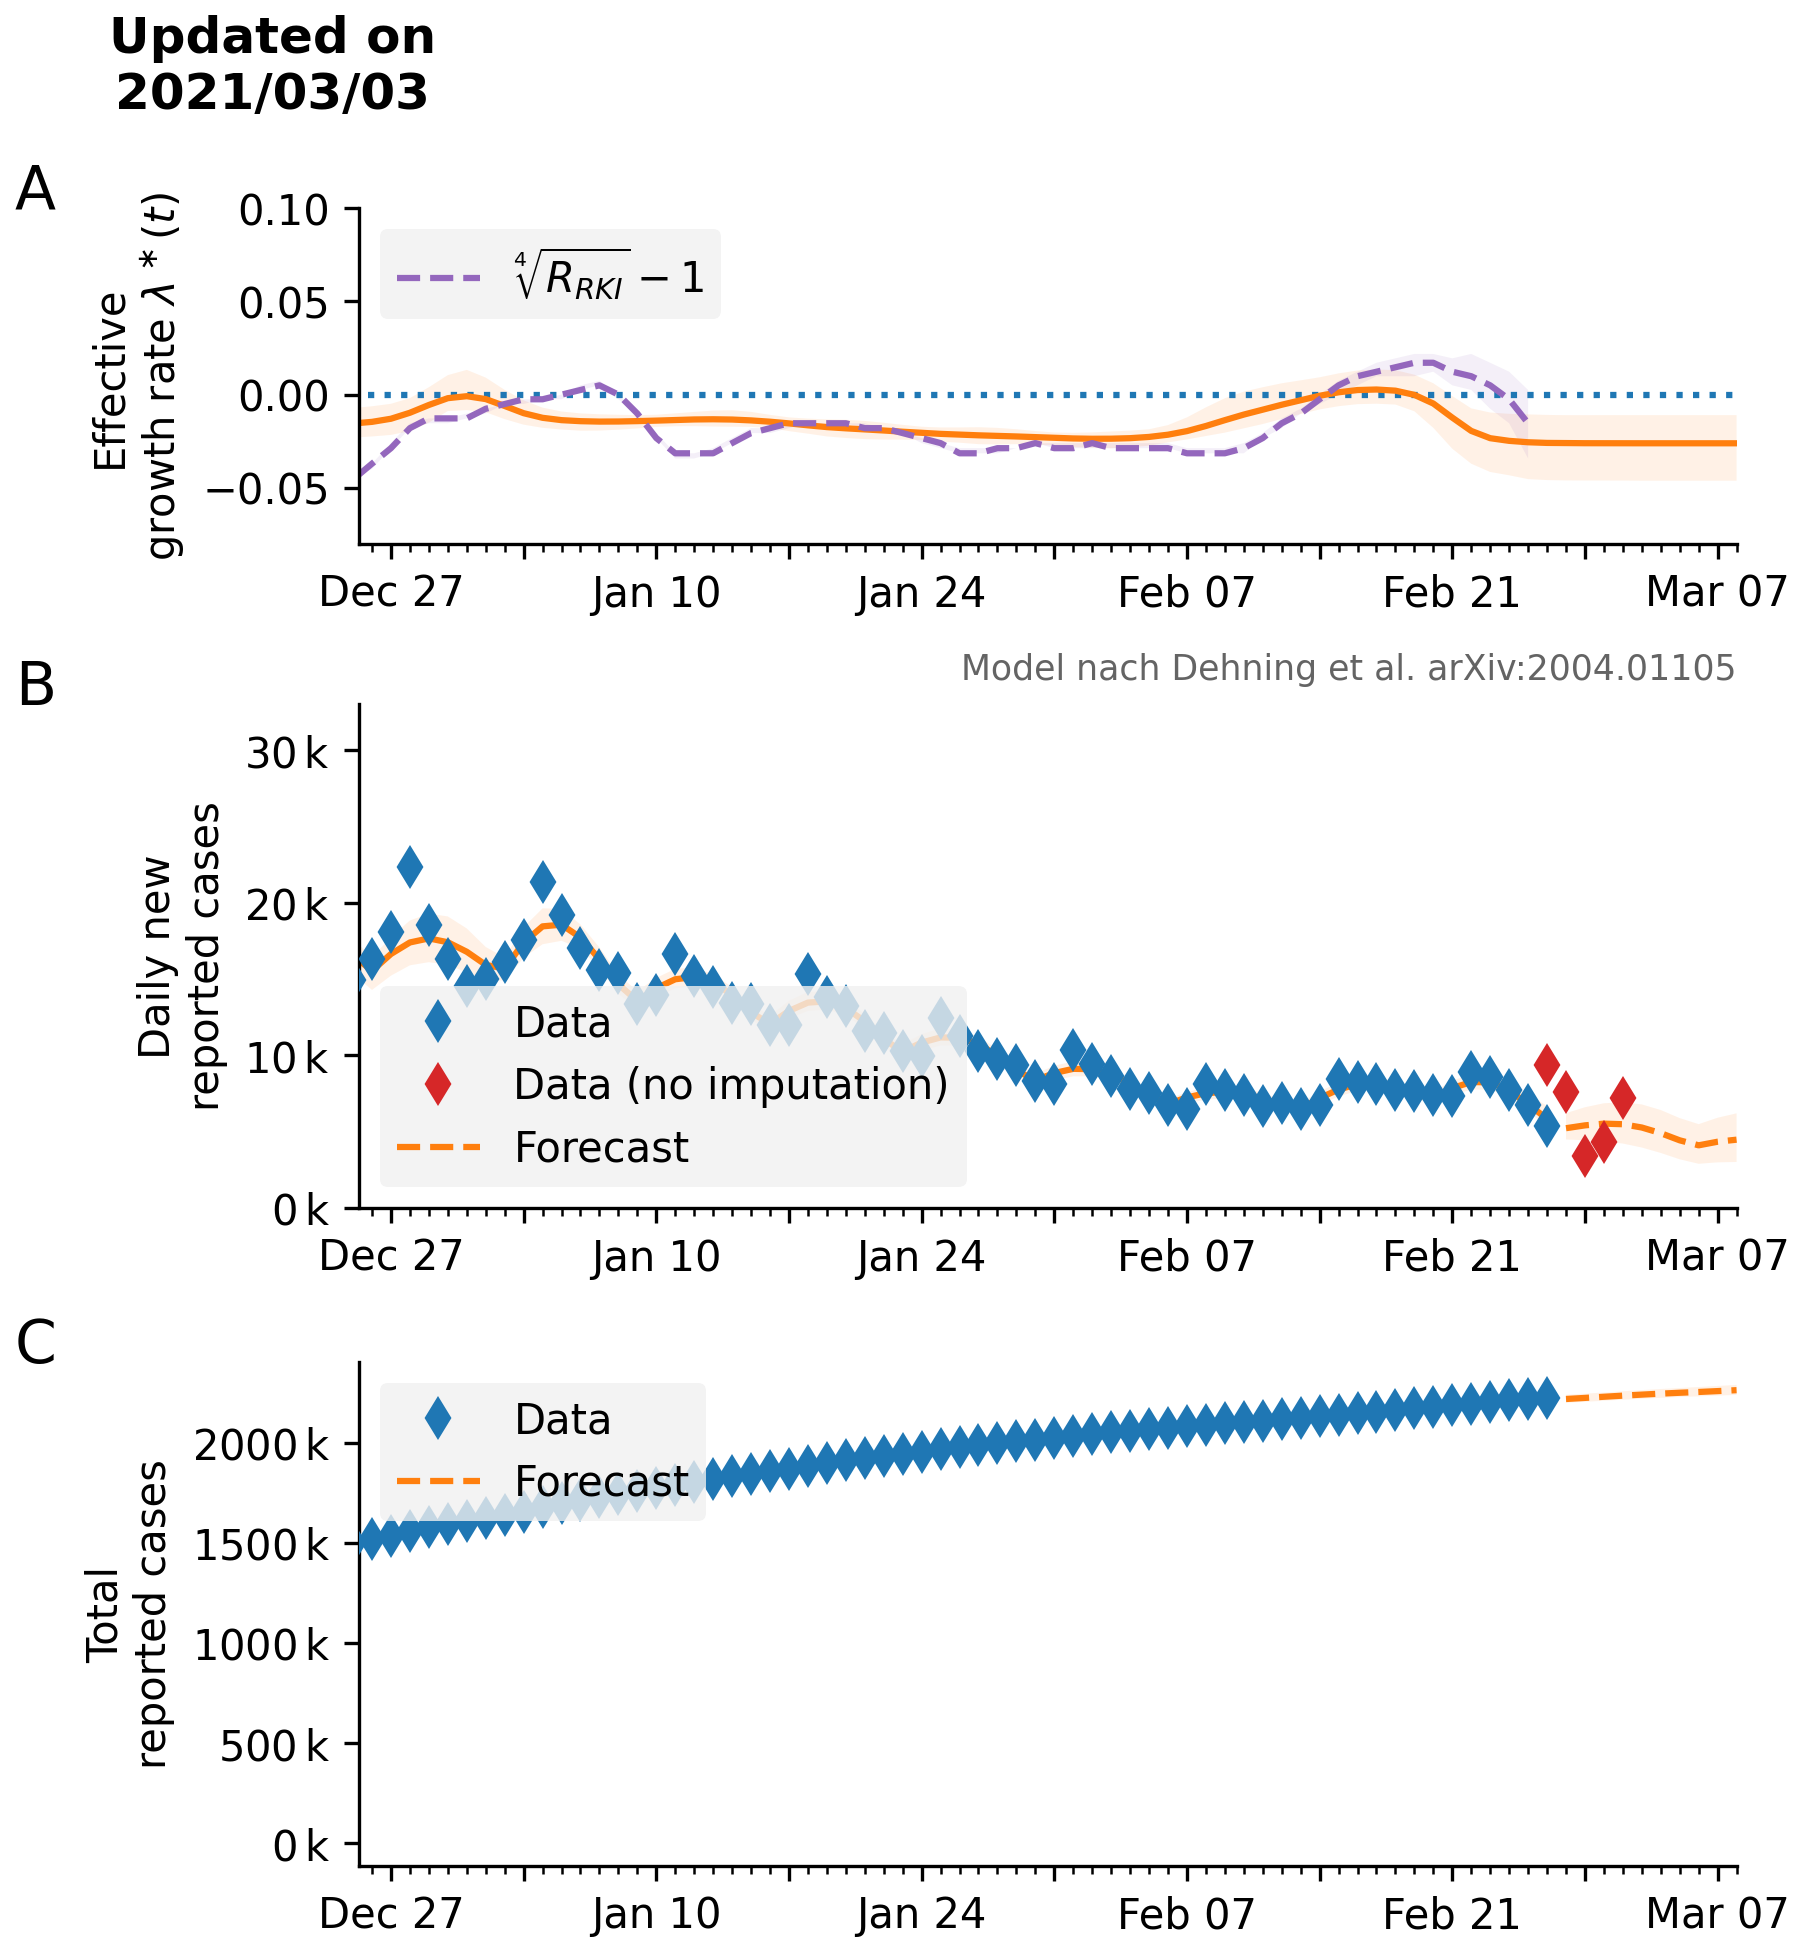 Updated on
2021/03/03
A
Effective
growth rate λ * (t)
0.10
0.05
0.00
−0.05
∜R_RKI − 1
Dec 27 Jan 10 Jan 24 Feb 07 Feb 21 Mar 07
Model nach Dehning et al. arXiv:2004.01105
B
Daily new
reported cases
30 k
20 k
10 k
0 k
Data
Data (no imputation)
Forecast
Dec 27 Jan 10 Jan 24 Feb 07 Feb 21 Mar 07
C
Total
reported cases
2000 k
1500 k
1000 k
500 k
0 k
Data
Forecast
Dec 27 Jan 10 Jan 24 Feb 07 Feb 21 Mar 07